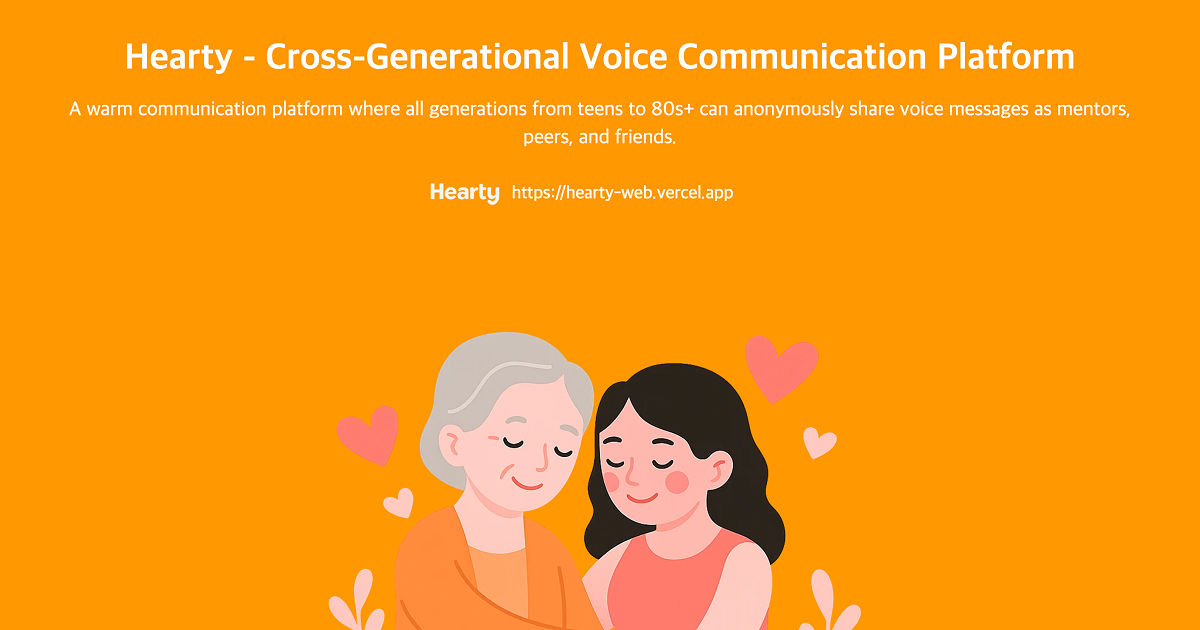 Hearty - Cross-Generational Voice Communication Platform
A warm communication platform where all generations from teens to 80s+ can anonymously share voice messages as mentors,
peers, and friends.
Hearty https://hearty-web.vercel.app